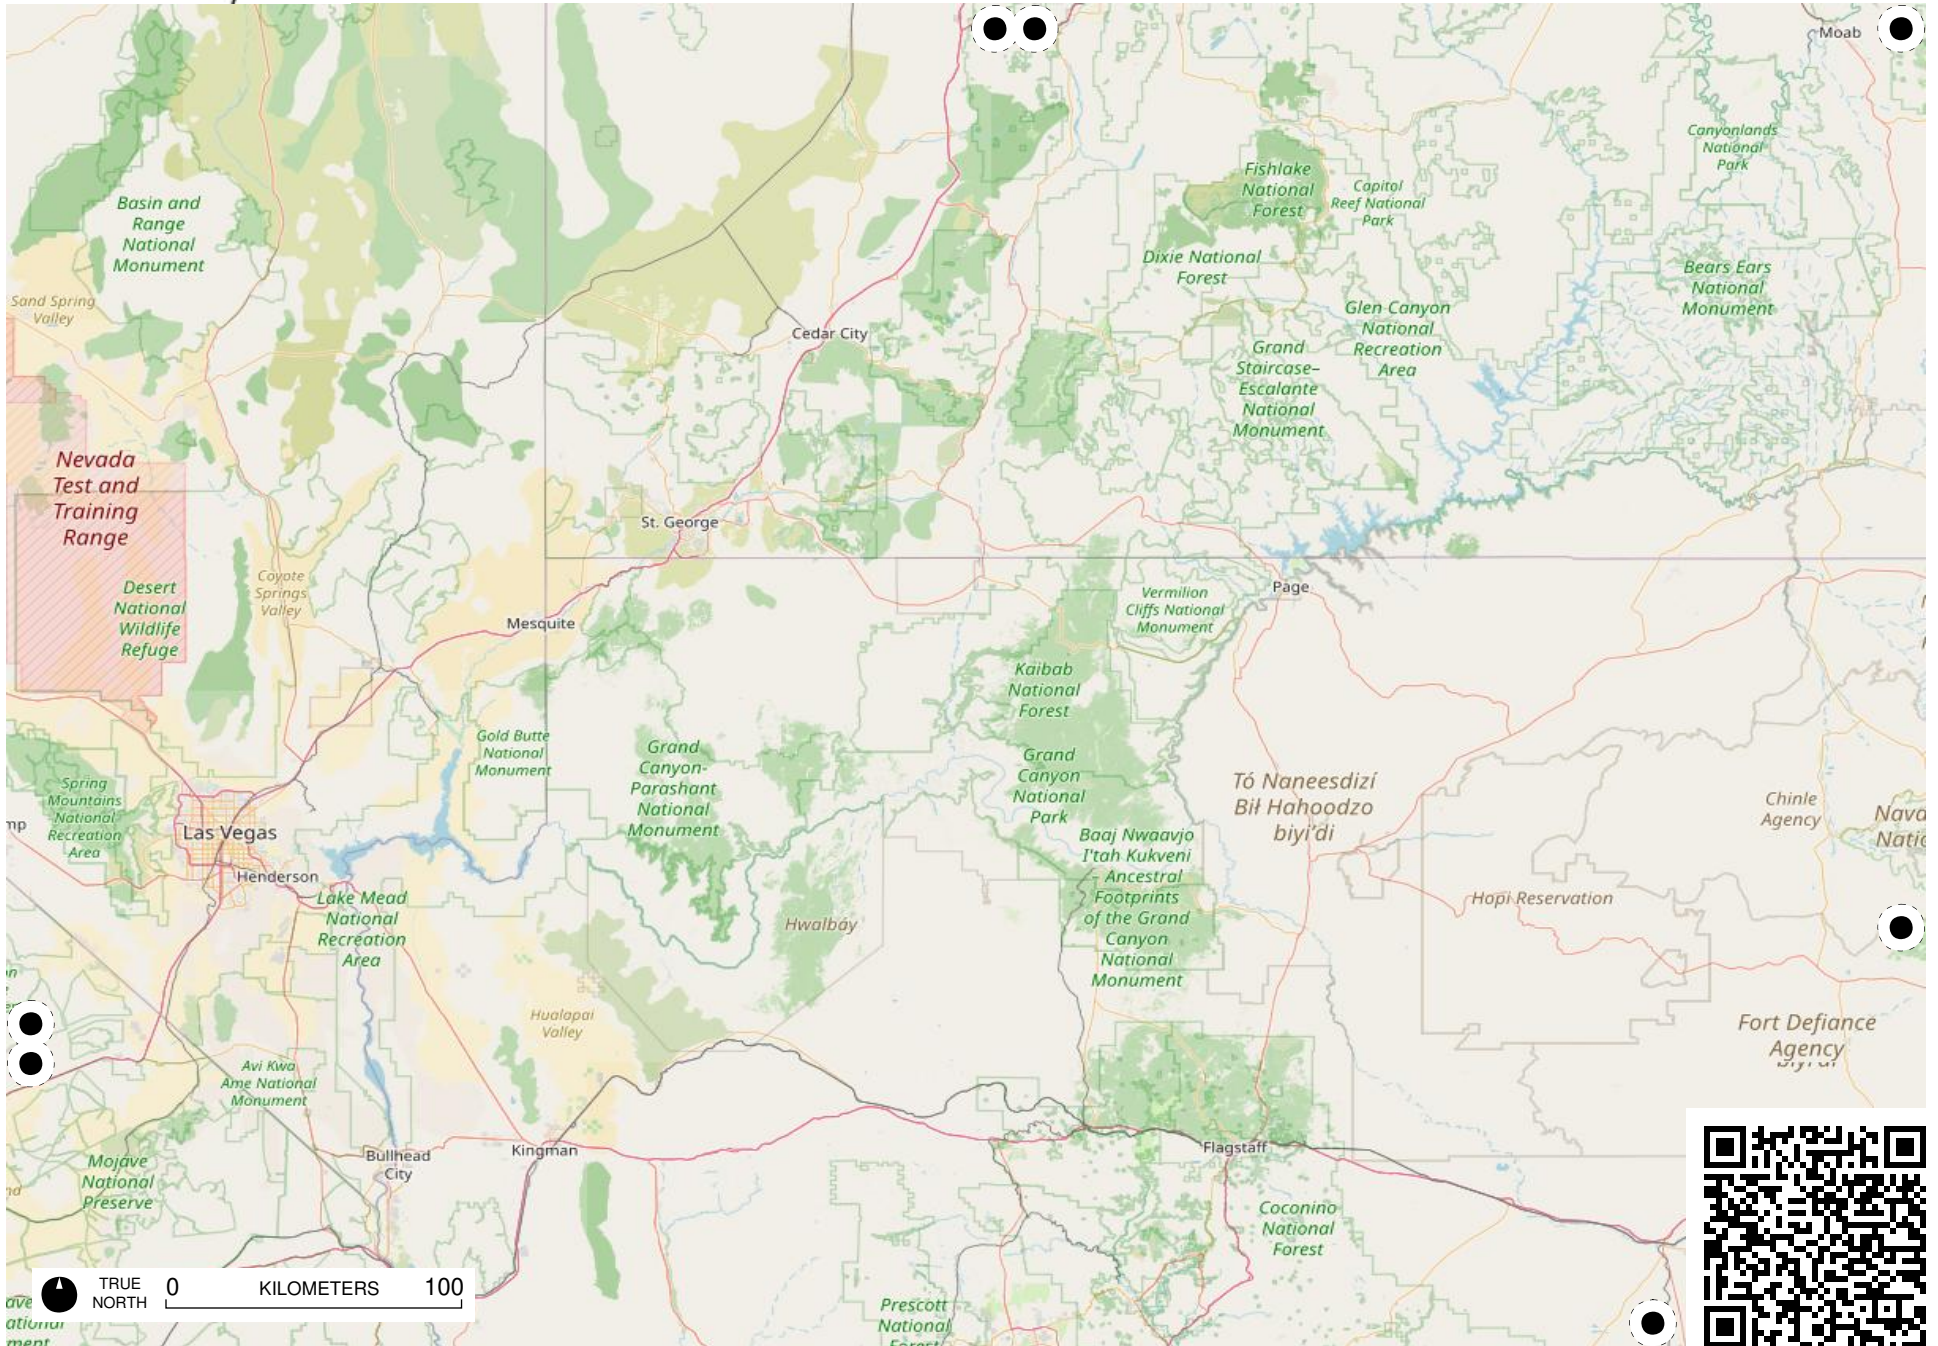 Moab
Canyonlands
National
Park
Fishlake
National
Forest
Capitol
Reef National
Park
Basin and
Range
National
Monument
Dixie National
Forest
Bears Ears
National
Monument
Sand Spring
Valley
Glen Canyon
National
Recreation
Area
Cedar City
Grand
Staircase–
Escalante
National
Monument
Nevada
Test and
Training
Range
St. George
Desert
National
Wildlife
Refuge
Coyote
Springs
Valley
Page
Vermilion
Cliffs National
Monument
Mesquite
Kaibab
National
Forest
Gold Butte
National
Monument
Grand
Canyon-
Parashant
National
Monument
Grand
Canyon
National
Park
Tó Naneesdizí
Bił Hahoodzo
biyi'di
Spring
Mountains
National
Recreation
Area
Chinle
Agency
Nava
Natio
mp
Las Vegas
Baaj Nwaavjo
I'tah Kukveni
– Ancestral
Footprints
of the Grand
Canyon
National
Monument
Henderson
Lake Mead
National
Recreation
Area
Hwalbáy
Hopi Reservation
Hualapai
Valley
Fort Defiance
Agency
Avi Kwa
Ame National
Monument
Bullhead
City
Kingman
Flagstaff
Mojave
National
Preserve
Coconino
National
Forest
TRUE
NORTH
0 KILOMETERS 100
Prescott
National
Forest